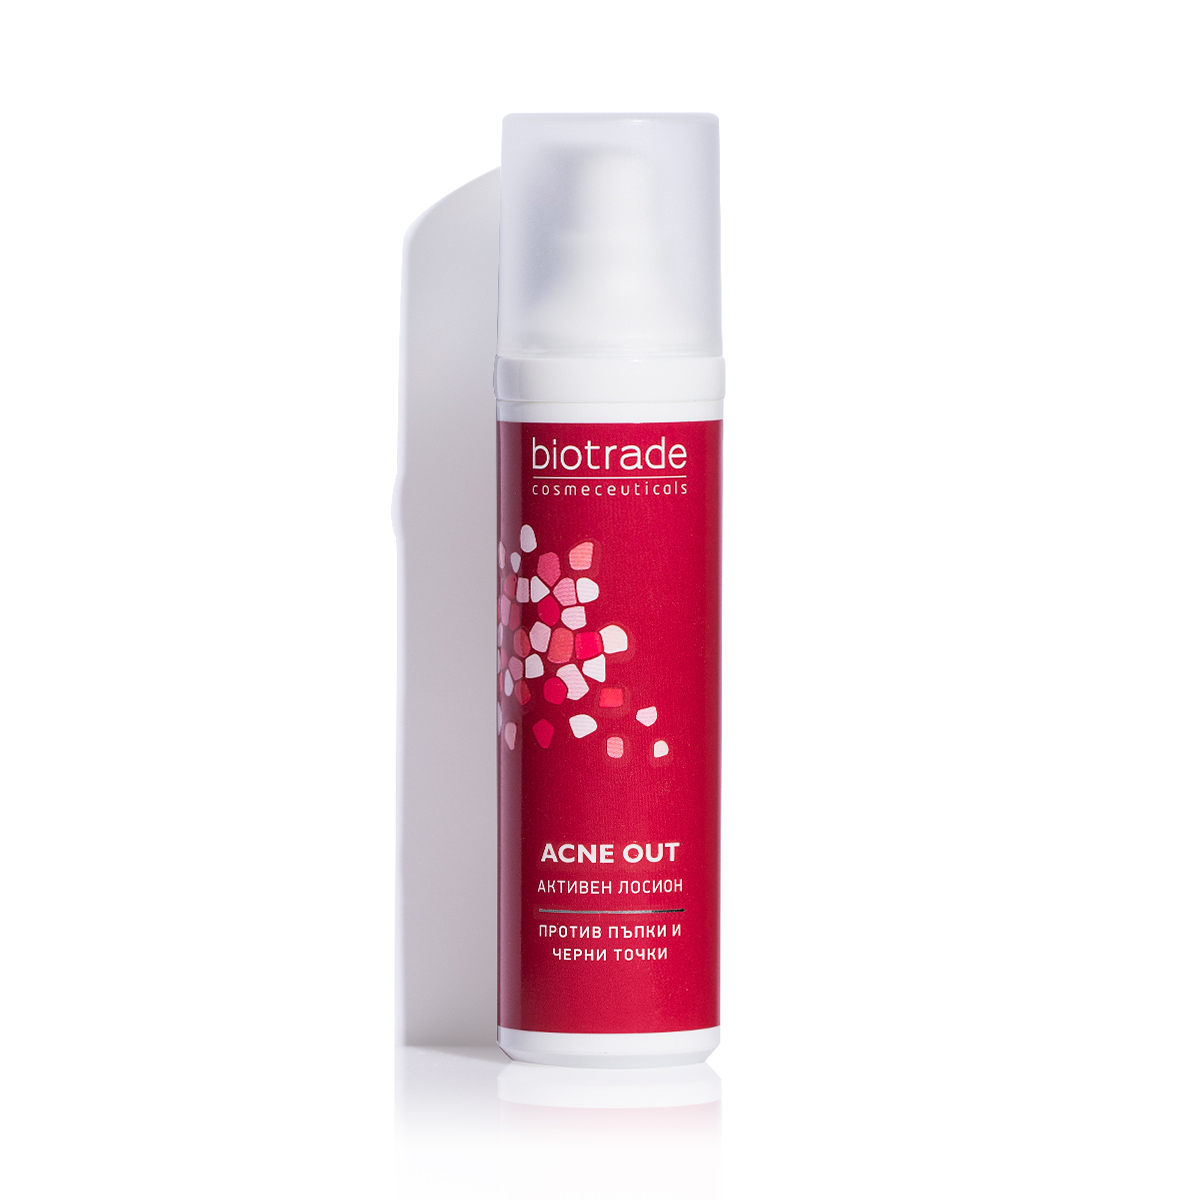 biotrade
cosmeceuticals
ACNE OUT
АКТИВЕН ЛОСИОН
ПРОТИВ ПЪПКИ И
ЧЕРНИ ТОЧКИ